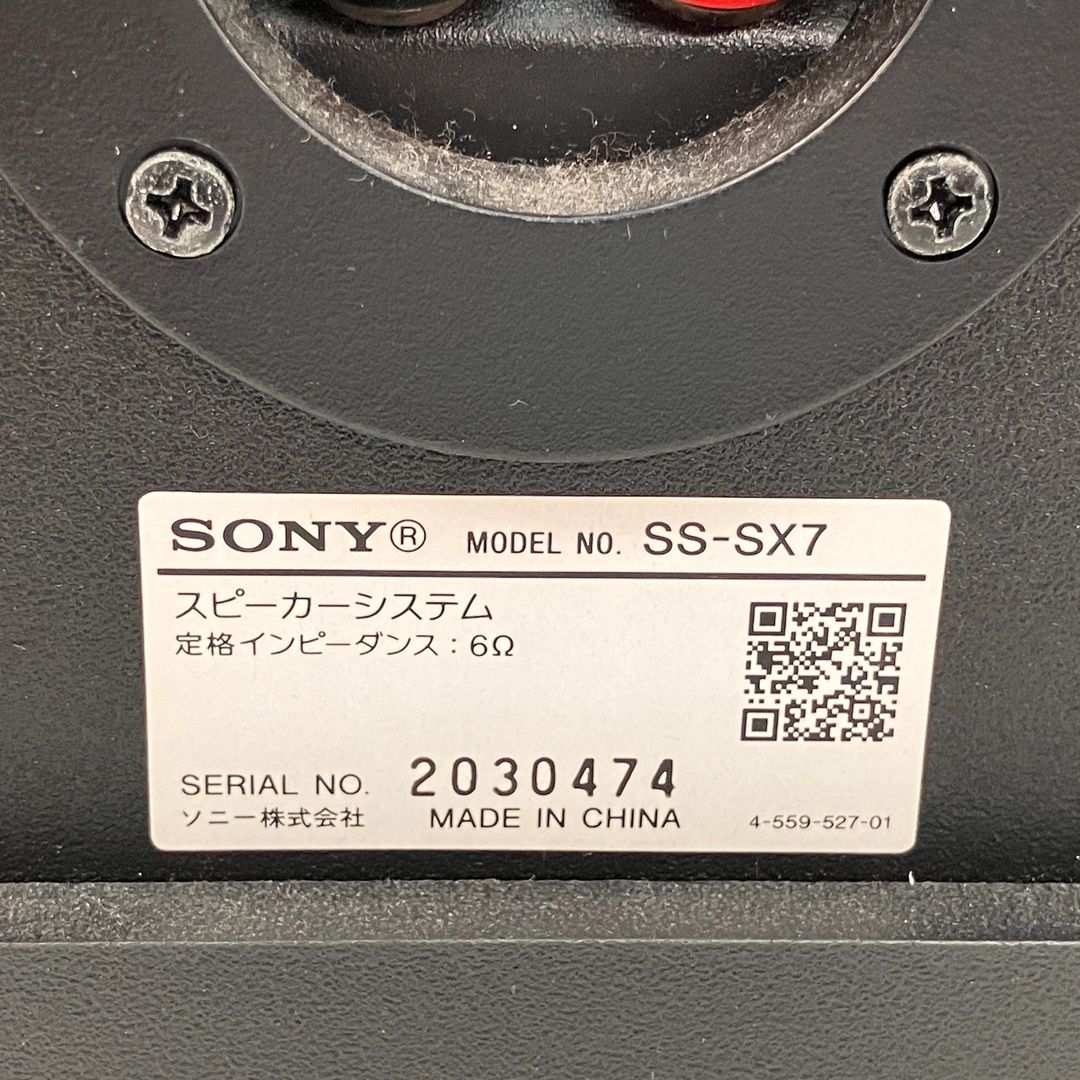 SONY® MODEL NO. SS-SX7
スピーカーシステム
定格インピーダンス：6Ω
SERIAL NO. 2030474
ソニー株式会社 MADE IN CHINA 4-559-527-01